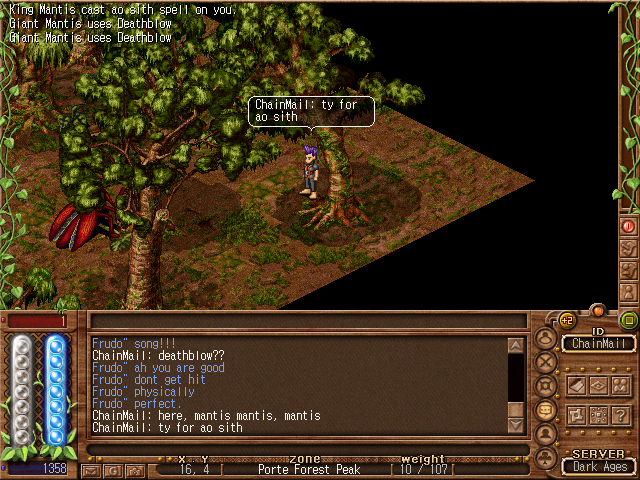 King Mantis cast ao sith spell on you.
Giant Mantis uses Deathblow
Giant Mantis uses Deathblow
ChainMail: ty for
ao sith
1
+2
ID
ChainMail
Frudo" song!!!
ChainMail: deathblow??
Frudo" ah you are good
Frudo" dont get hit
Frudo" physically
Frudo" perfect.
ChainMail: here, mantis mantis, mantis
ChainMail: ty for ao sith
1358
X Y zone weight
16, 4 Porte Forest Peak 10 / 107
G
?
SERVER
Dark Ages